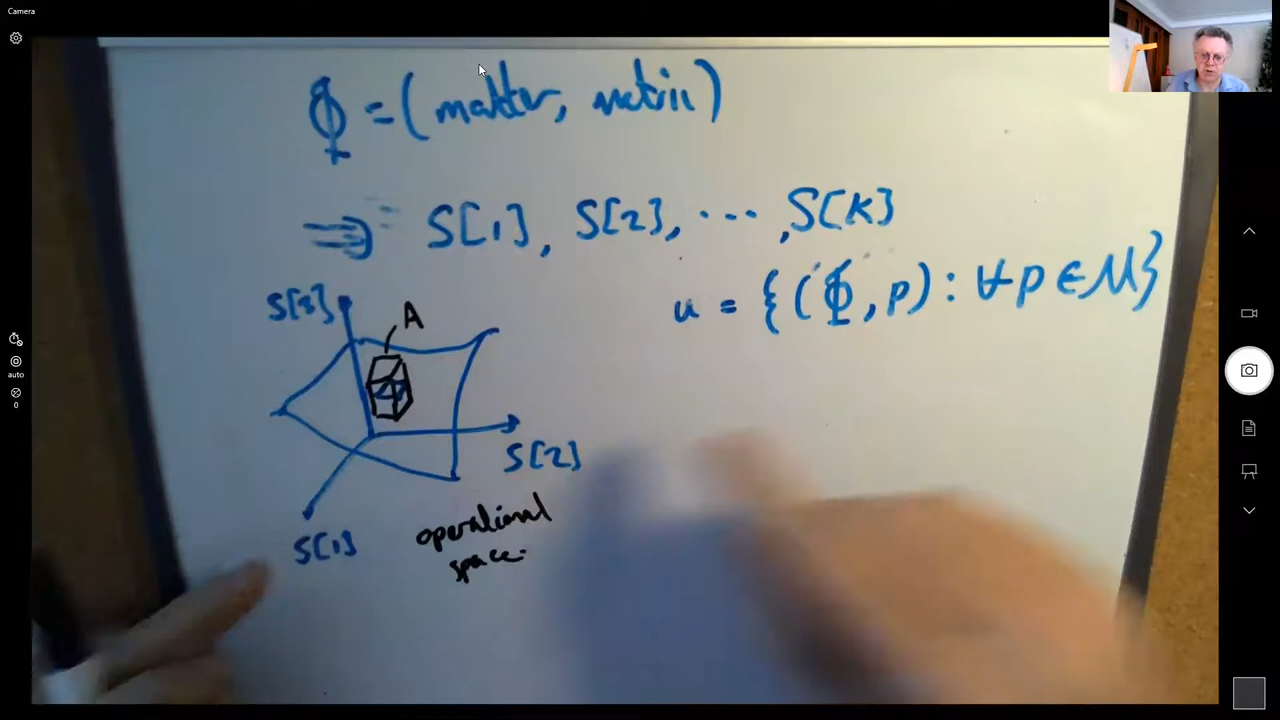 Camera
Φ = (matter, metric)
⇒ S[1], S[2], ..., S[K]
u = {(Φ, p) : ∀p ∈ M}
S[3]
A
S[2]
S[1]
operational
space
auto
0